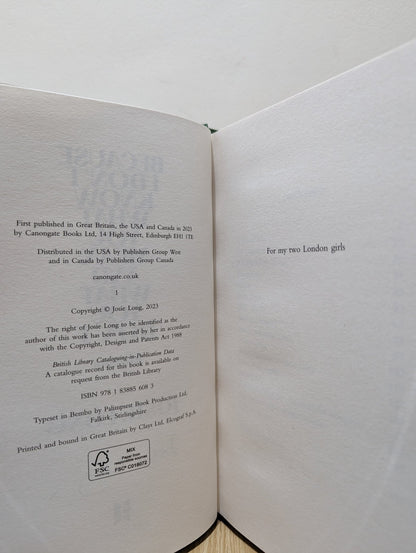 First published in Great Britain, the USA and Canada in 2023
by Canongate Books Ltd, 14 High Street, Edinburgh EH1 1TE
Distributed in the USA by Publishers Group West
and in Canada by Publishers Group Canada
canongate.co.uk
1
Copyright © Josie Long, 2023
The right of Josie Long to be identified as the
author of this work has been asserted by her in accordance
with the Copyright, Designs and Patents Act 1988
British Library Cataloguing-in-Publication Data
A catalogue record for this book is available on
request from the British Library
ISBN 978 1 83885 608 3
Typeset in Bembo by Palimpsest Book Production Ltd,
Falkirk, Stirlingshire
Printed and bound in Great Britain by Clays Ltd, Elcograf S.p.A.
FSC
MIX
Paper from
responsible sources
FSC® C018072
For my two London girls